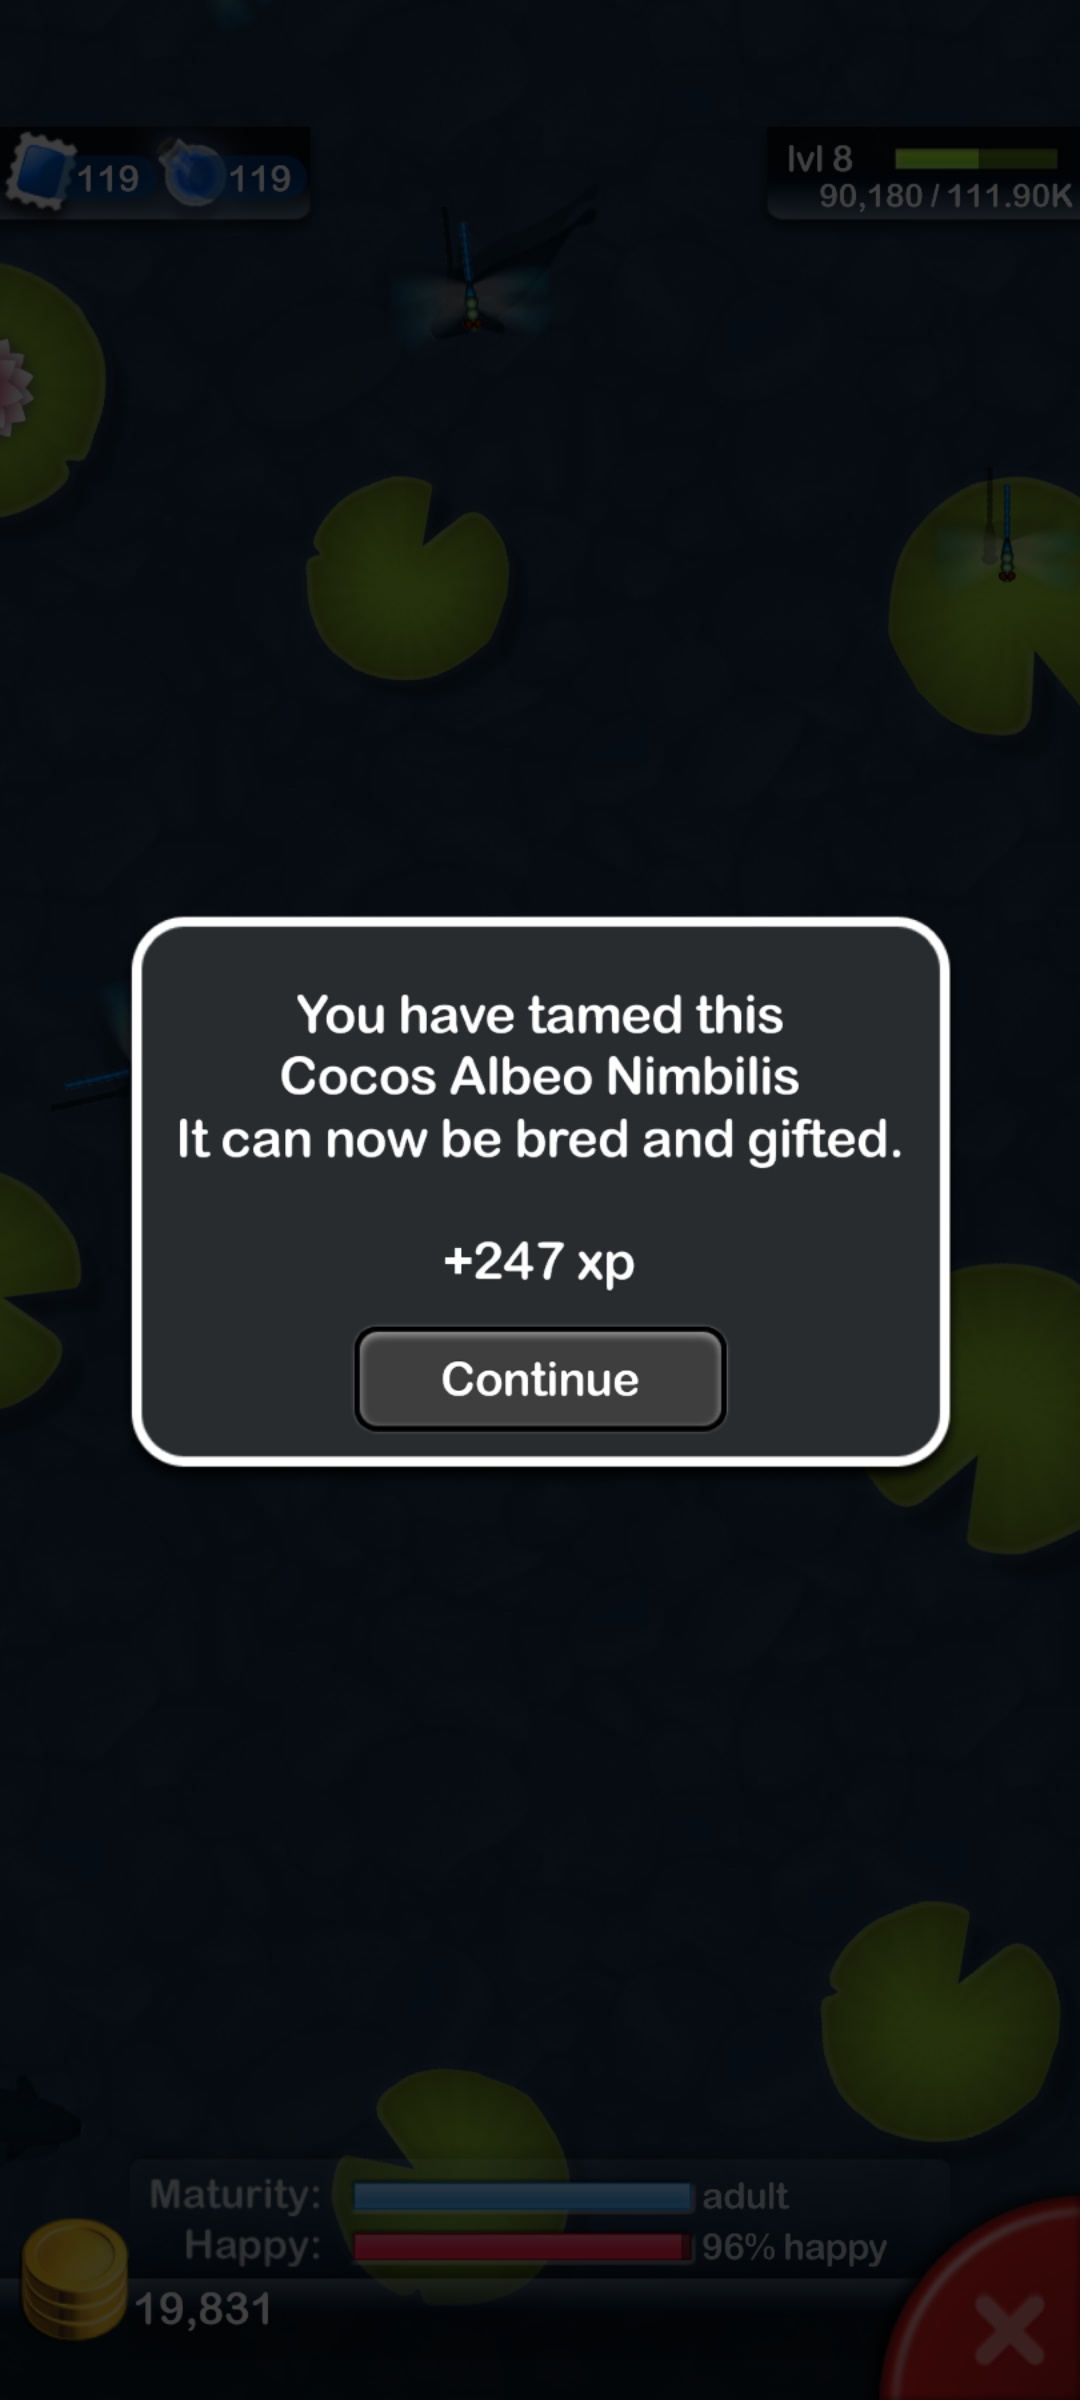 119 119
lvl 8
90,180 / 111.90K
You have tamed this
Cocos Albeo Nimbilis
It can now be bred and gifted.
+247 xp
Continue
Maturity: adult
Happy: 96% happy
19,831